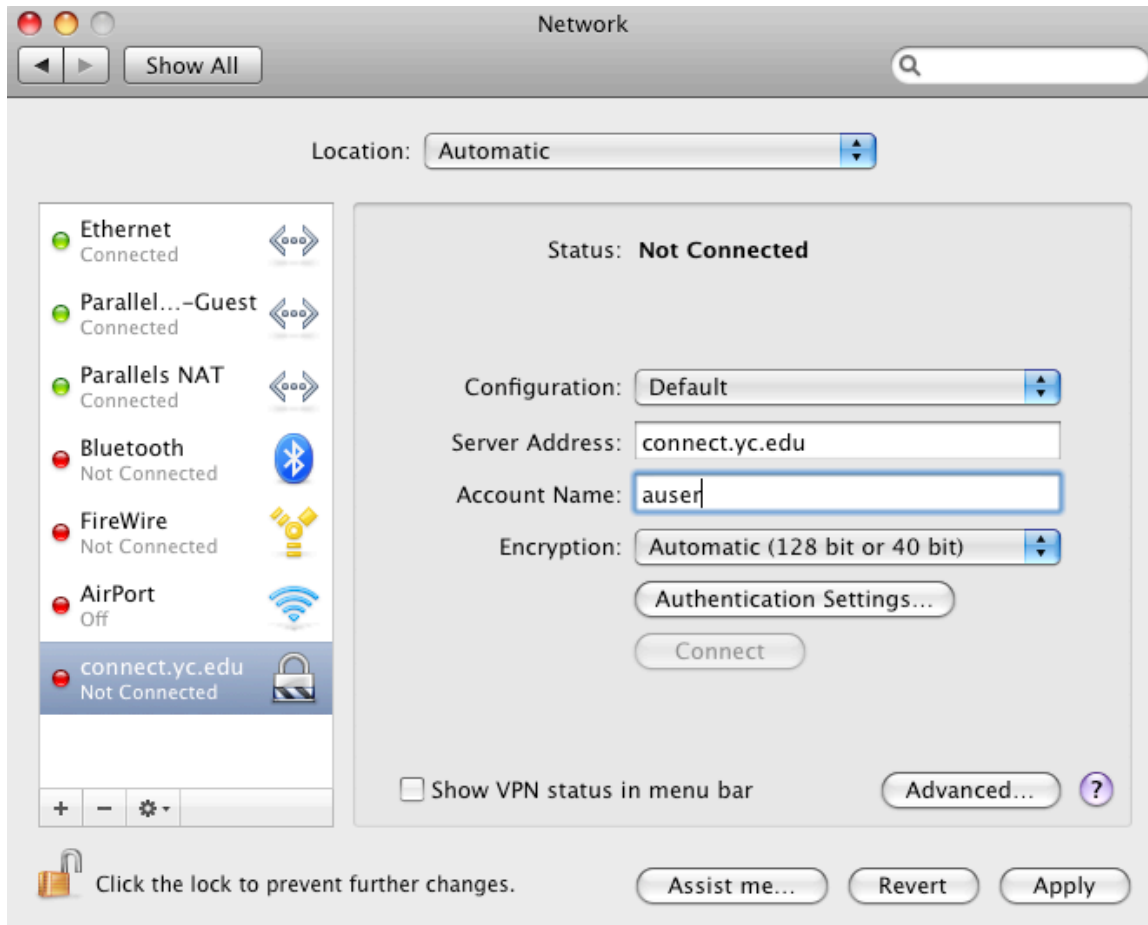 Network
Show All
Location: Automatic
Ethernet
Connected
Parallel...-Guest
Connected
Parallels NAT
Connected
Bluetooth
Not Connected
FireWire
Not Connected
AirPort
Off
connect.yc.edu
Not Connected
Status: Not Connected
Configuration: Default
Server Address: connect.yc.edu
Account Name: auser
Encryption: Automatic (128 bit or 40 bit)
Authentication Settings...
Connect
Show VPN status in menu bar
Advanced...
?
Click the lock to prevent further changes.
Assist me...
Revert
Apply